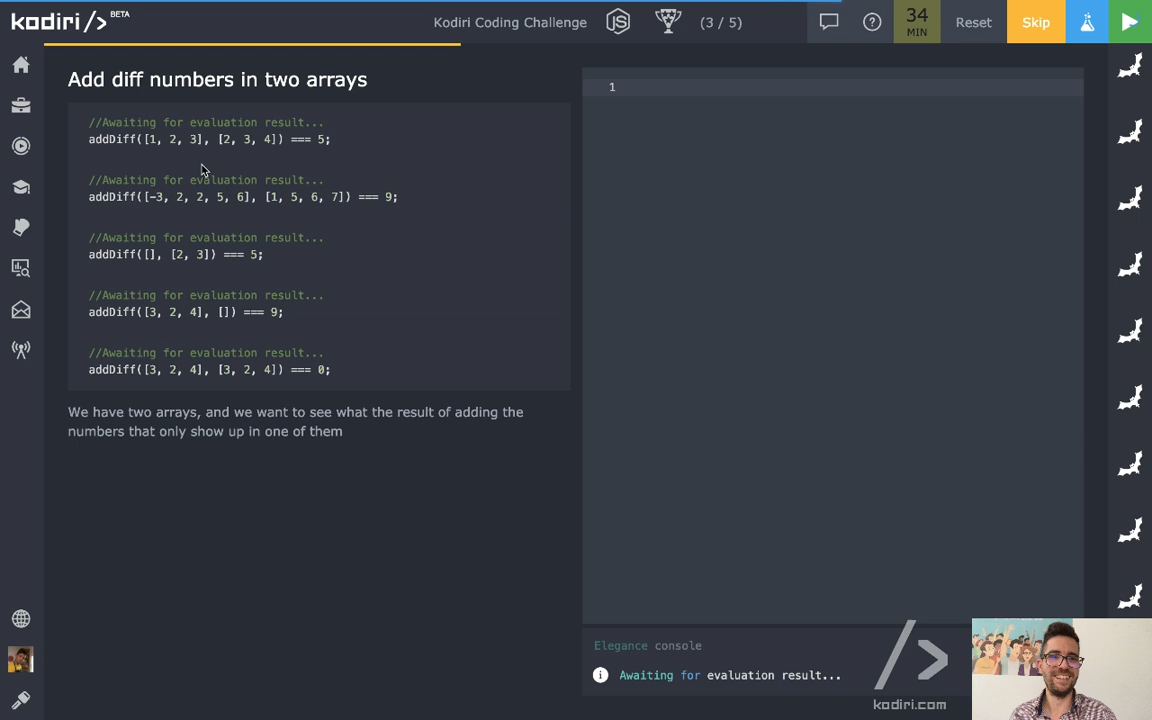 kodiri /> BETA
Kodiri Coding Challenge
JS
(3 / 5)
34
MIN
Reset
Skip
Add diff numbers in two arrays
//Awaiting for evaluation result...
addDiff([1, 2, 3], [2, 3, 4]) === 5;
//Awaiting for evaluation result...
addDiff([-3, 2, 2, 5, 6], [1, 5, 6, 7]) === 9;
//Awaiting for evaluation result...
addDiff([], [2, 3]) === 5;
//Awaiting for evaluation result...
addDiff([3, 2, 4], []) === 9;
//Awaiting for evaluation result...
addDiff([3, 2, 4], [3, 2, 4]) === 0;
We have two arrays, and we want to see what the result of adding the
numbers that only show up in one of them
1
Elegance console
Awaiting for evaluation result...
/>
kodiri.com